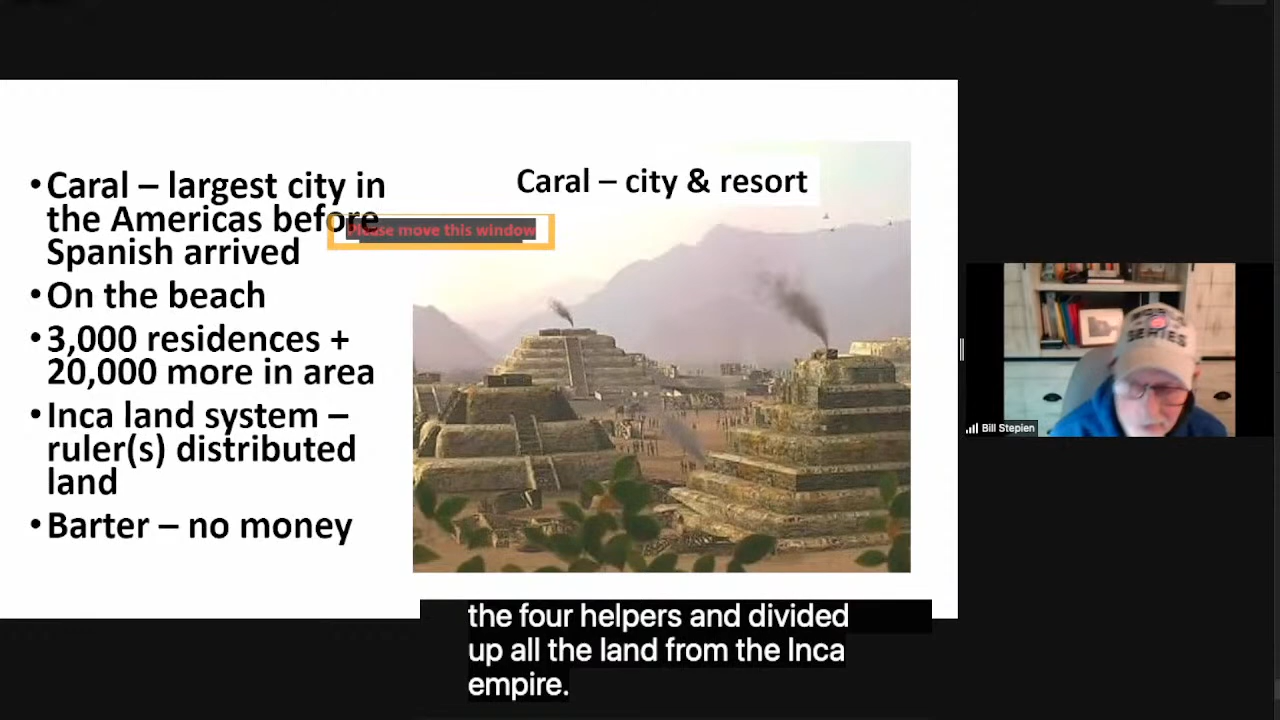 • Caral – largest city in
the Americas before
Spanish arrived
• On the beach
• 3,000 residences +
20,000 more in area
• Inca land system –
ruler(s) distributed
land
• Barter – no money
Caral – city & resort
Please move this window
SERIES
Bill Stepien
the four helpers and divided
up all the land from the Inca
empire.